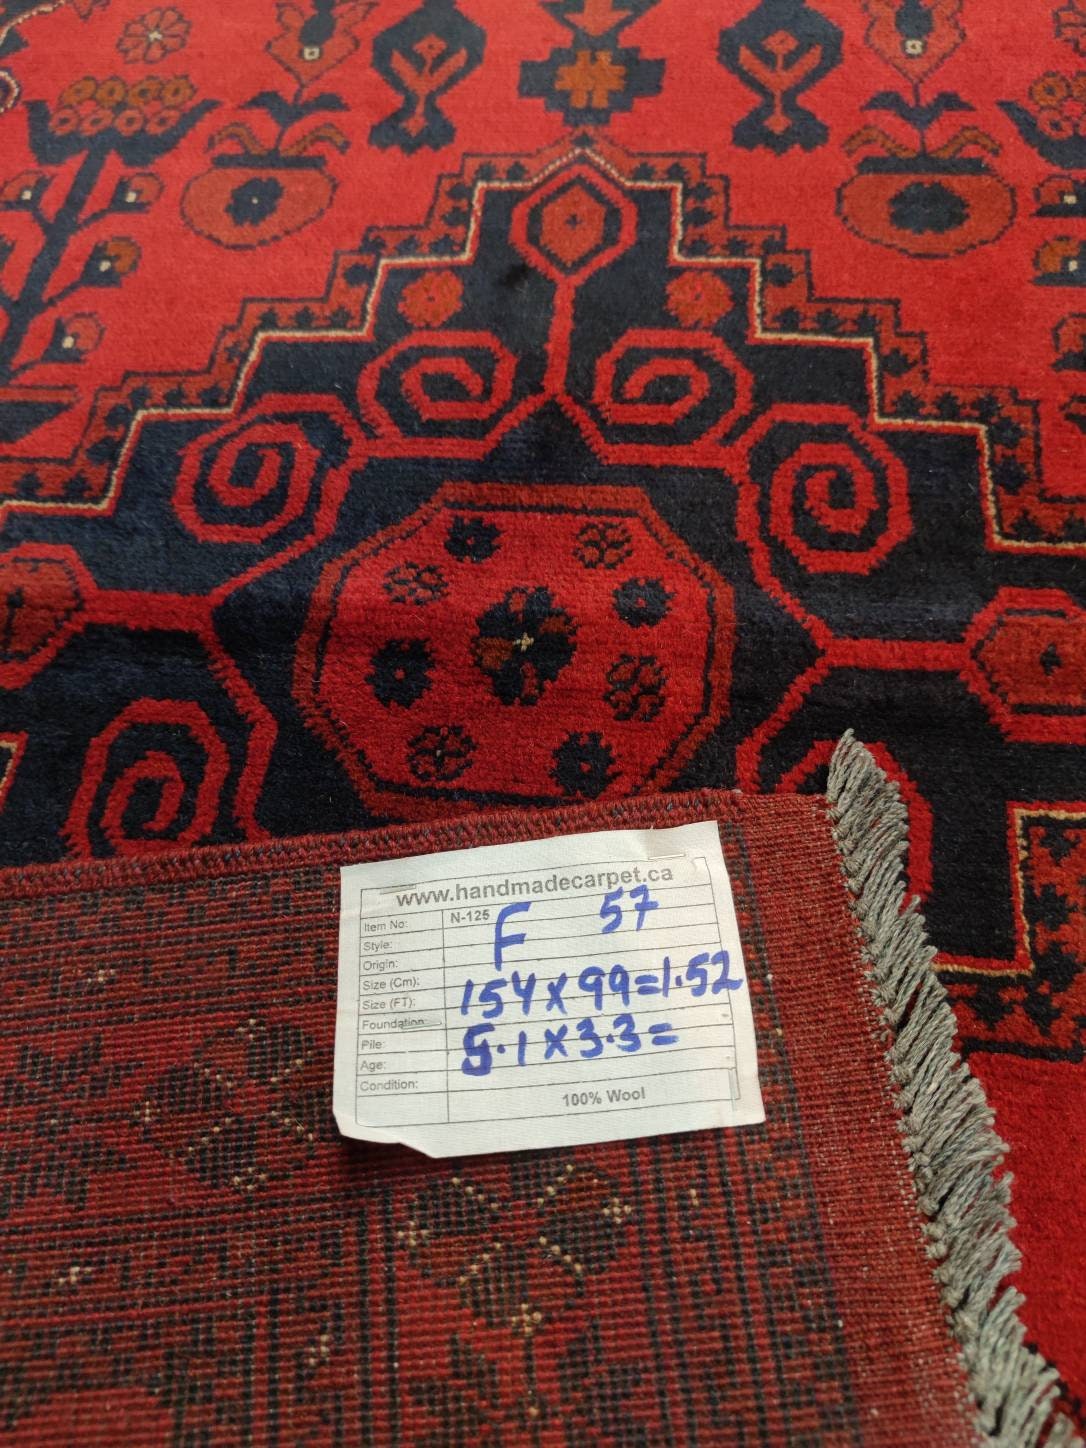 www.handmadecarpet.ca
Item No: N-125 F 57
Style:
Origin:
Size (Cm): 154 x 99 = 1.52
Size (FT):
Foundation:
Pile: 5.1 x 3.3 =
Age:
Condition:
100% Wool